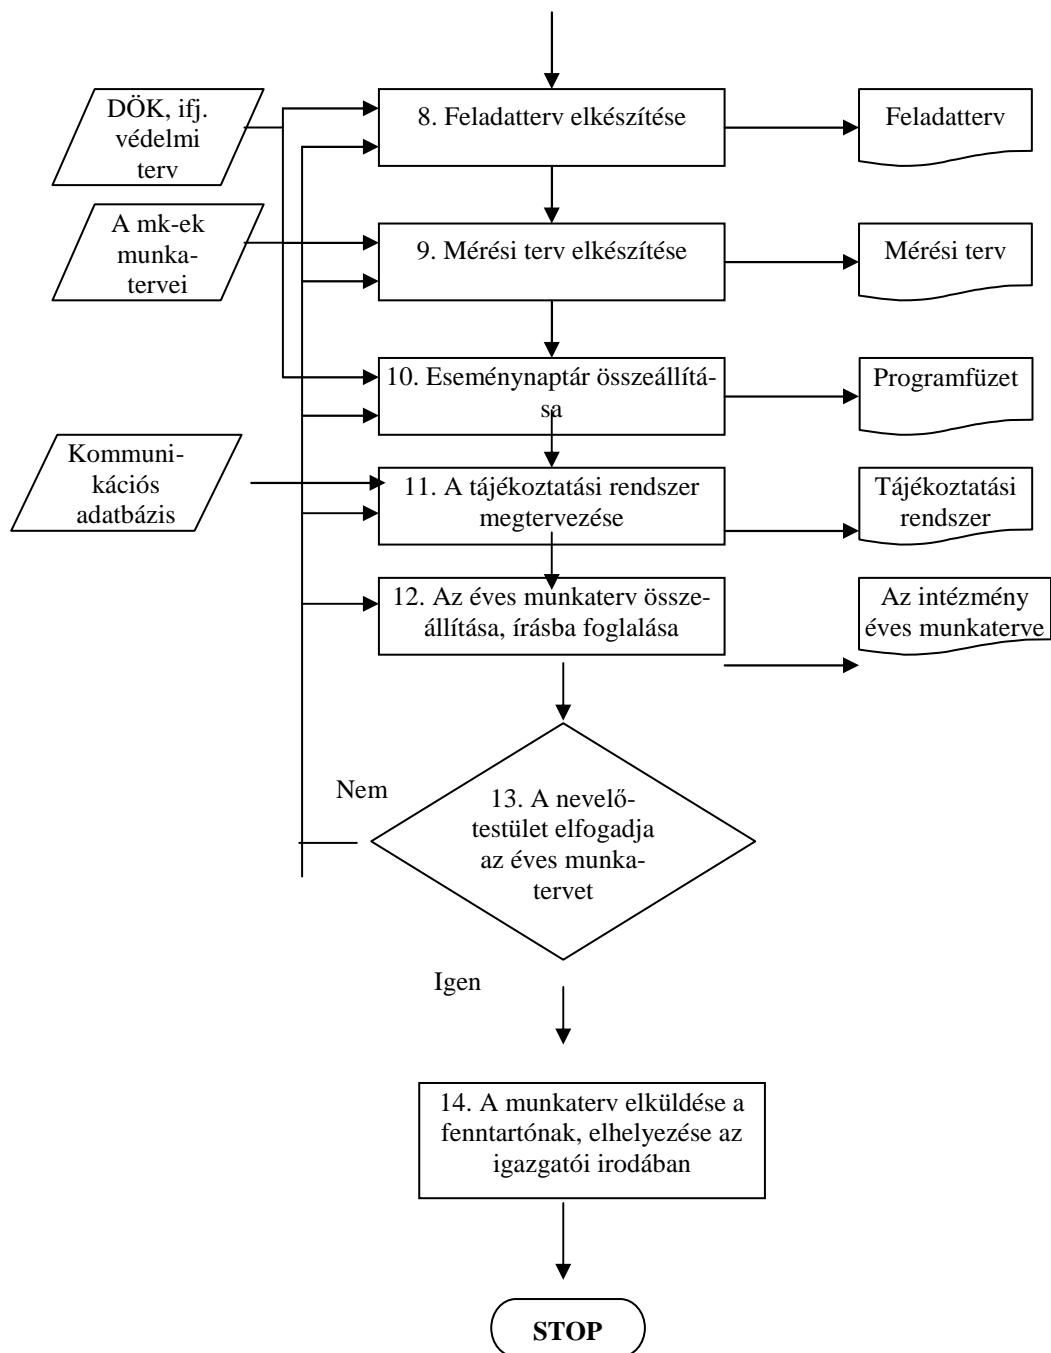 DÖK, ifj.
védelmi
terv
8. Feladatterv elkészítése
Feladatterv
A mk-ek
munka-
tervei
9. Mérési terv elkészítése
Mérési terv
10. Eseménynaptár összeállítá-
sa
Programfüzet
Kommuni-
kációs
adatbázis
11. A tájékoztatási rendszer
megtervezése
Tájékoztatási
rendszer
12. Az éves munkaterv össze-
állítása, írásba foglalása
Az intézmény
éves munkaterve
Nem
13. A nevelő-
testület elfogadja
az éves munka-
tervet
Igen
14. A munkaterv elküldése a
fenntartónak, elhelyezése az
igazgatói irodában
STOP